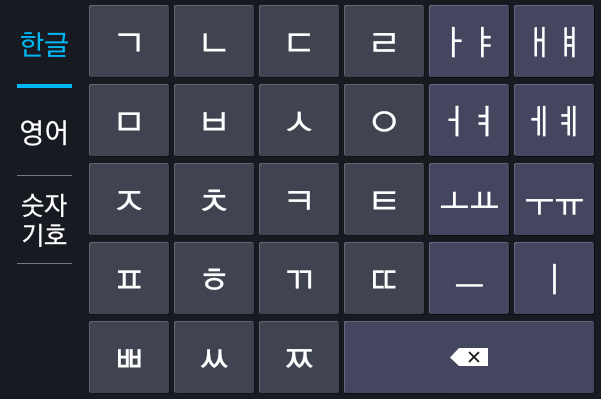 한글
영어
숫자
기호
ㄱ ㄴ ㄷ ㄹ ㅏㅑ ㅐㅒ
ㅁ ㅂ ㅅ ㅇ ㅓㅕ ㅔㅖ
ㅈ ㅊ ㅋ ㅌ ㅗㅛ ㅜㅠ
ㅍ ㅎ ㄲ ㄸ ㅡ ㅣ
ㅃ ㅆ ㅉ